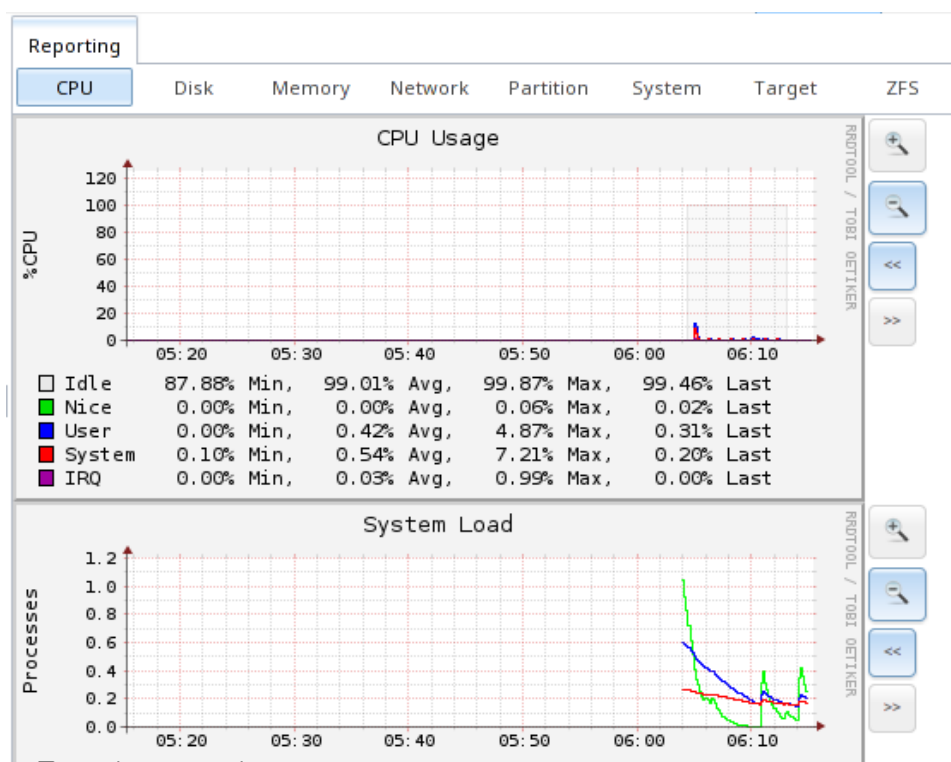 Reporting
CPU Disk Memory Network Partition System Target ZFS
CPU Usage
RRDTOOL / TOBI OETIKER
%CPU
120
100
80
60
40
20
0
05:20 05:30 05:40 05:50 06:00 06:10
Idle 87.88% Min, 99.01% Avg, 99.87% Max, 99.46% Last
Nice 0.00% Min, 0.00% Avg, 0.06% Max, 0.02% Last
User 0.00% Min, 0.42% Avg, 4.87% Max, 0.31% Last
System 0.10% Min, 0.54% Avg, 7.21% Max, 0.20% Last
IRQ 0.00% Min, 0.03% Avg, 0.99% Max, 0.00% Last
<<
>>
System Load
RRDTOOL / TOBI OETIKER
Processes
1.2
1.0
0.8
0.6
0.4
0.2
0.0
05:20 05:30 05:40 05:50 06:00 06:10
<<
>>